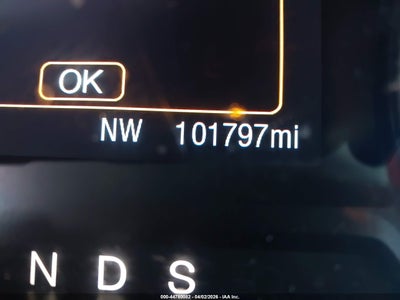 OK
NW 101797mi
N D S
000-44760082 - 04/02/2026 - IAA Inc.